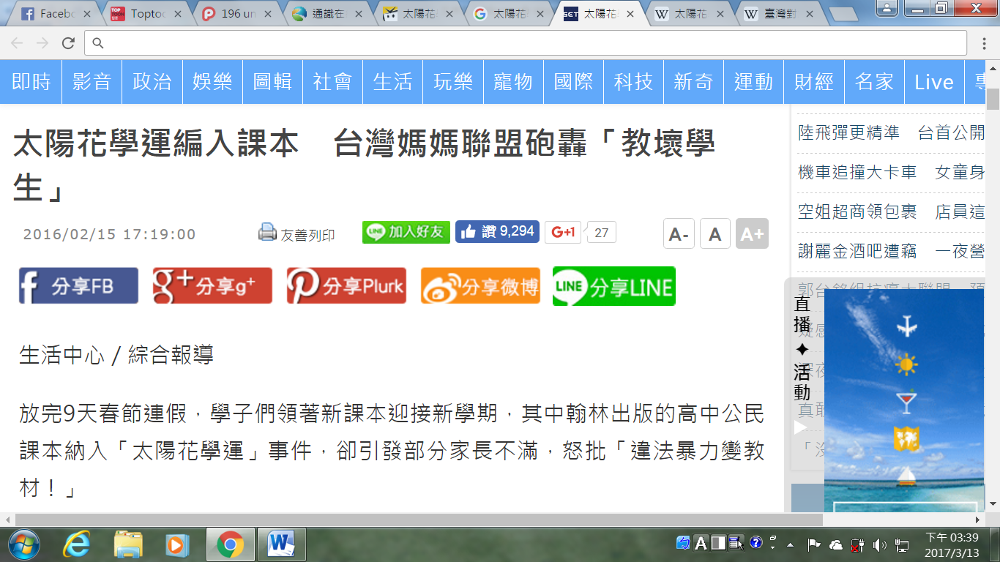 Faceb
Toptoc
196 un
通識在
太陽花
太陽花
太陽花
太陽花
臺灣對
即時 影音 政治 娛樂 圖輯 社會 生活 玩樂 寵物 國際 科技 新奇 運動 財經 名家 Live
太陽花學運編入課本　台灣媽媽聯盟砲轟「教壞學
生」
2016/02/15 17:19:00
友善列印
LINE 加入好友
讚 9,294
G+1
27
A- A A+
分享FB
g+分享g+
分享Plurk
分享微博
LINE 分享LINE
生活中心／綜合報導
放完9天春節連假，學子們領著新課本迎接新學期，其中翰林出版的高中公民
課本納入「太陽花學運」事件，卻引發部分家長不滿，怒批「違法暴力變教
材！」
陸飛彈更精準　台首公開
機車追撞大卡車　女童身
空姐超商領包裹　店員這
謝麗金酒吧遭竊　一夜營
直播✦活動
下午 03:39
2017/3/13